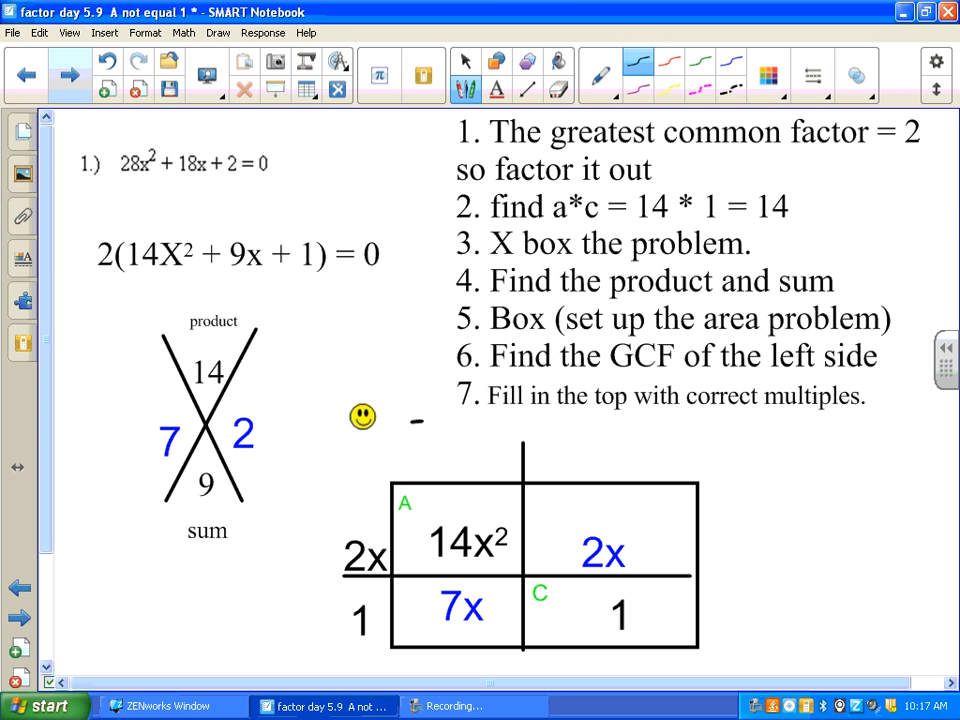 factor day 5.9 A not equal 1 * - SMART Notebook
File Edit View Insert Format Math Draw Response Help
1.) 28x² + 18x + 2 = 0
2(14X² + 9x + 1) = 0
1. The greatest common factor = 2
so factor it out
2. find a*c = 14 * 1 = 14
3. X box the problem.
4. Find the product and sum
5. Box (set up the area problem)
6. Find the GCF of the left side
7. Fill in the top with correct multiples.
product
14
7 2
9
sum
A
2x 14x² 2x
C
1 7x 1
start ZENworks Window factor day 5.9 A not ... Recording... 10:17 AM